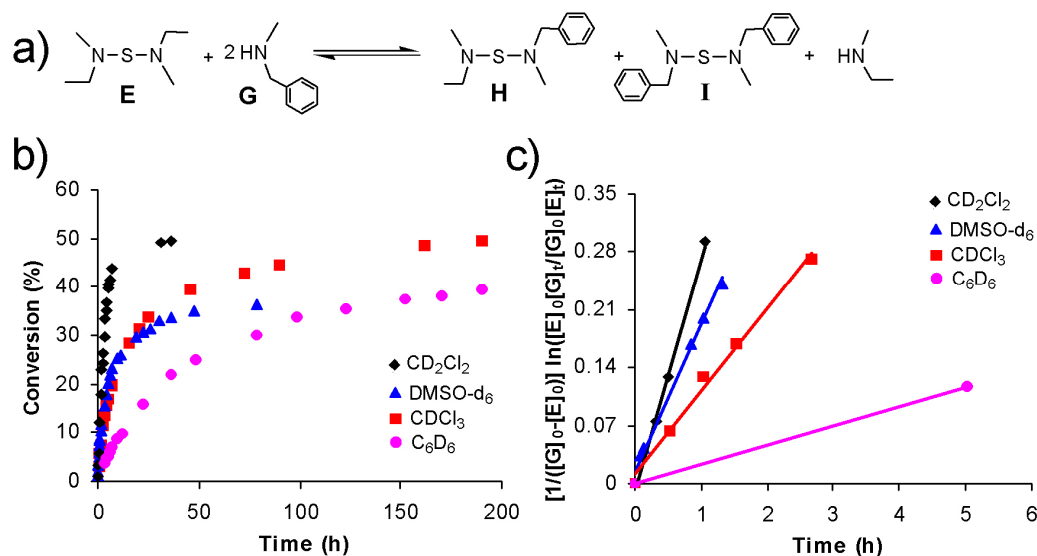 a)
N S N + 2 HN ⇌ N S N + N S N + HN
E G H I
b)
Conversion (%)
60
50
40
30
20
10
0
0 50 100 150 200
Time (h)
CD₂Cl₂
DMSO-d₆
CDCl₃
C₆D₆
c)
[1/([G]₀-[E]₀)] ln([E]₀[G]ₜ/[G]₀[E]ₜ)
0.35
0.28
0.21
0.14
0.07
0
0 1 2 3 4 5 6
Time (h)
CD₂Cl₂
DMSO-d₆
CDCl₃
C₆D₆